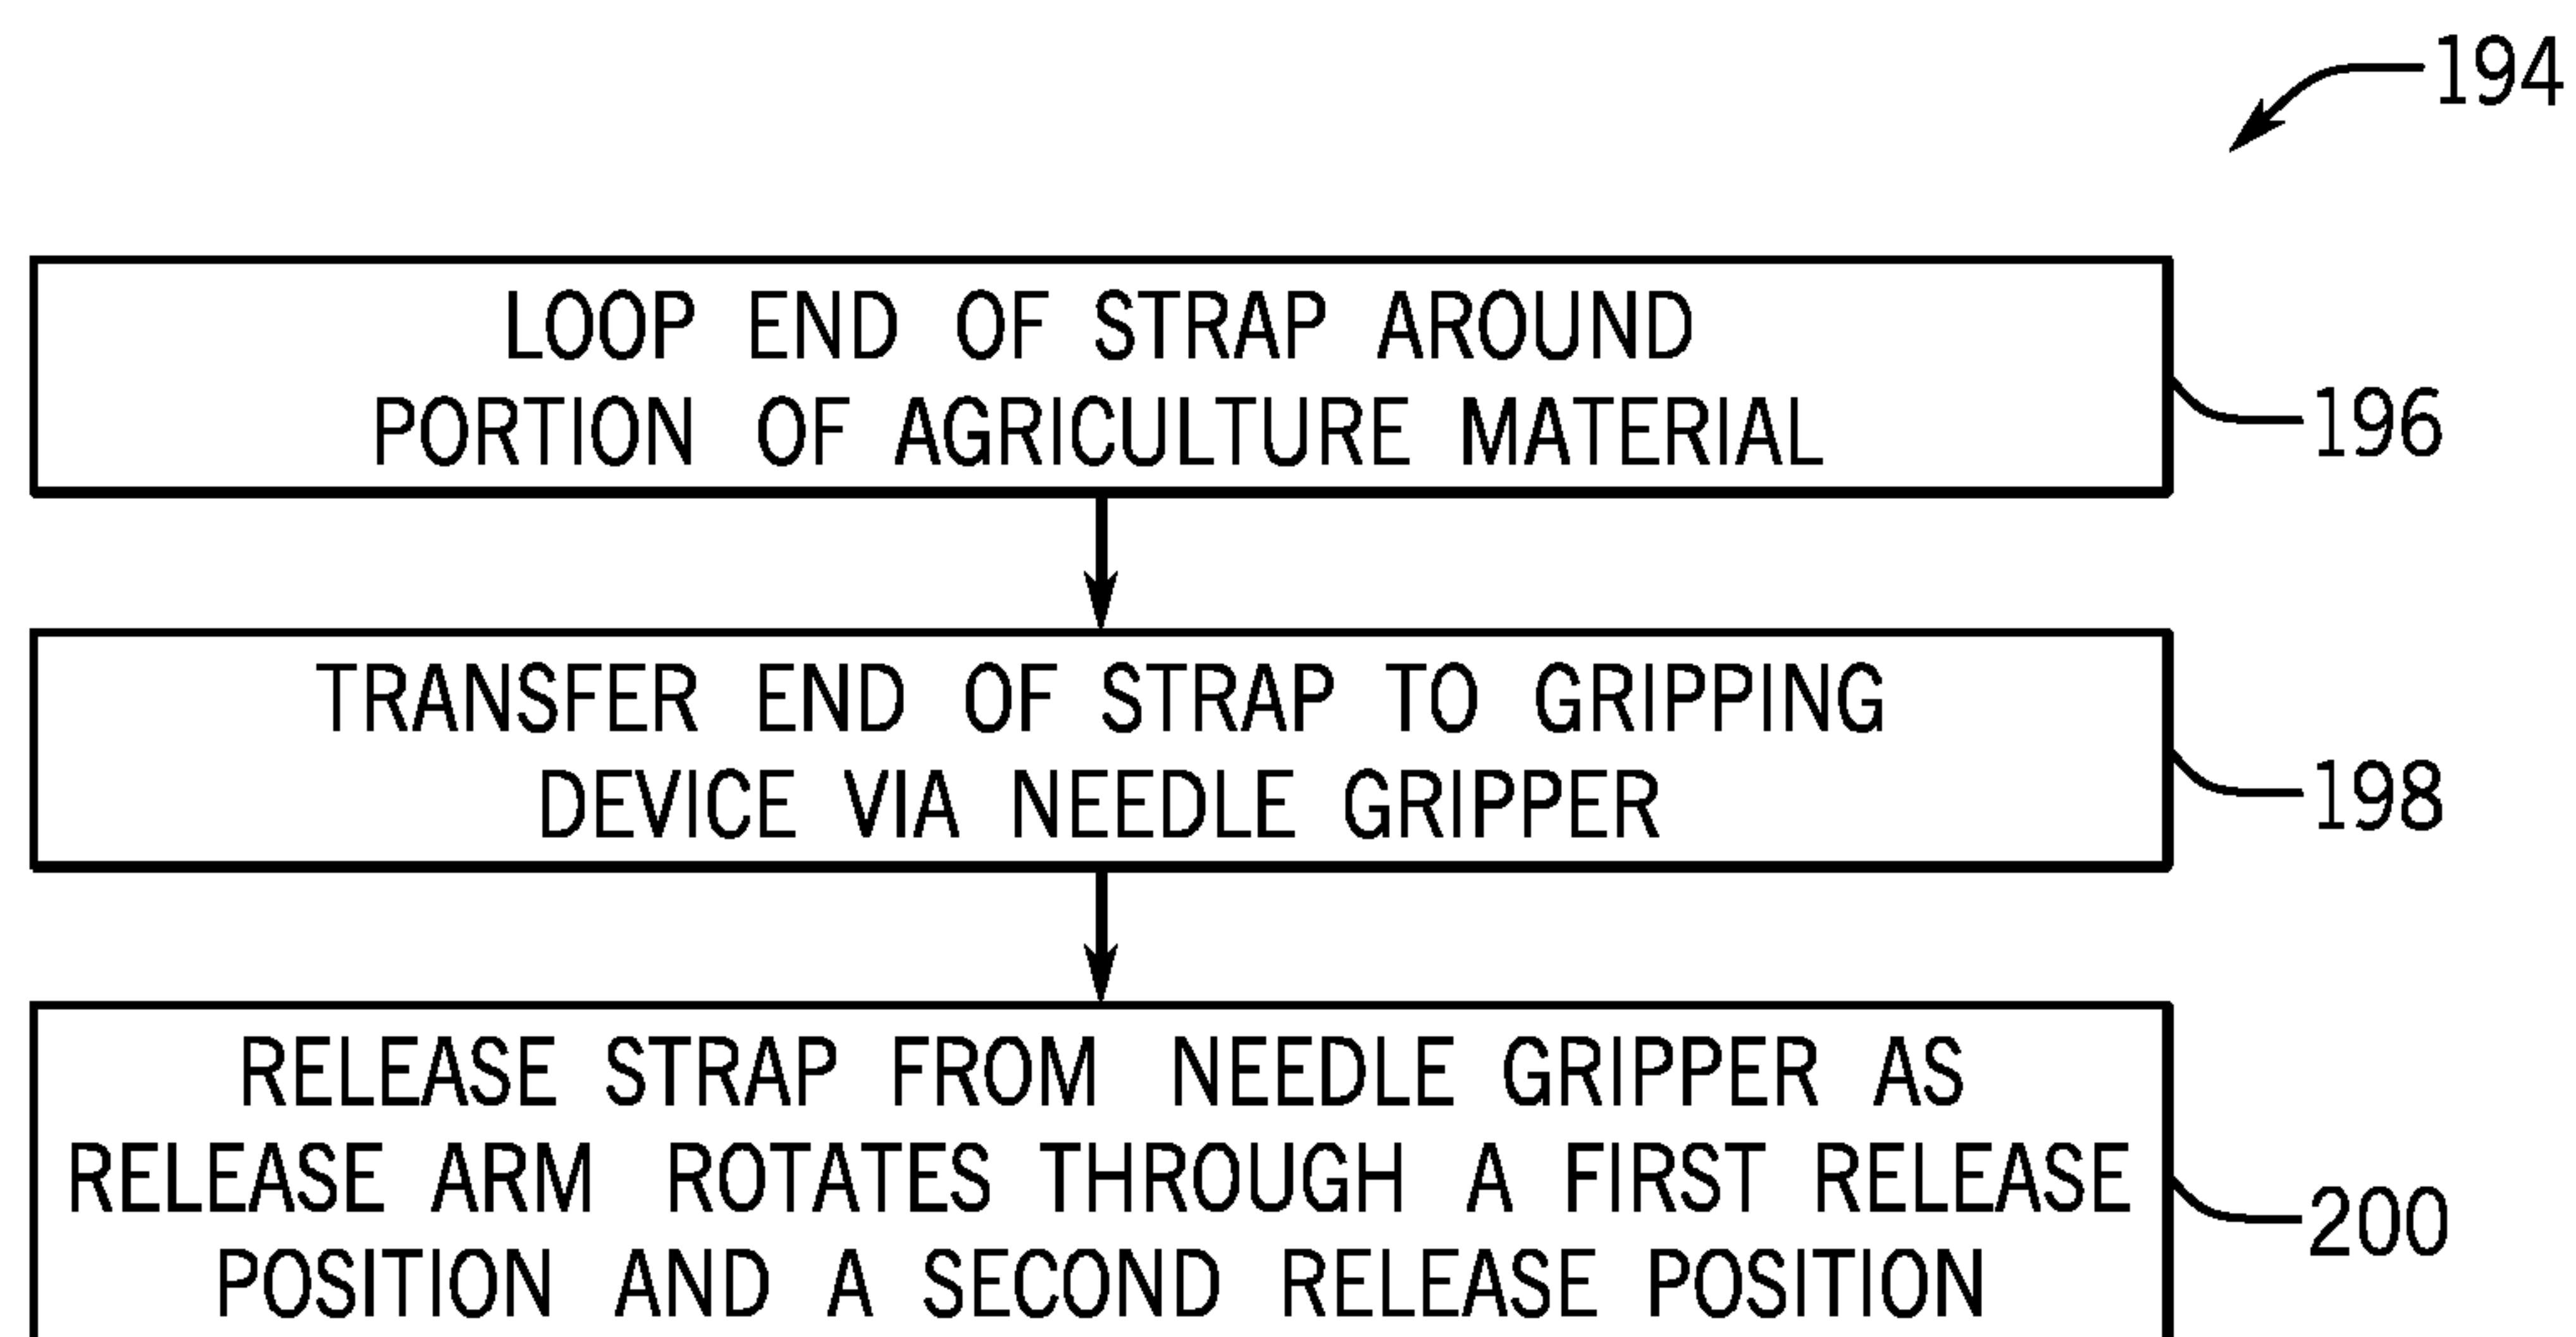 194
LOOP END OF STRAP AROUND
PORTION OF AGRICULTURE MATERIAL
196
TRANSFER END OF STRAP TO GRIPPING
DEVICE VIA NEEDLE GRIPPER
198
RELEASE STRAP FROM NEEDLE GRIPPER AS
RELEASE ARM ROTATES THROUGH A FIRST RELEASE
POSITION AND A SECOND RELEASE POSITION
200